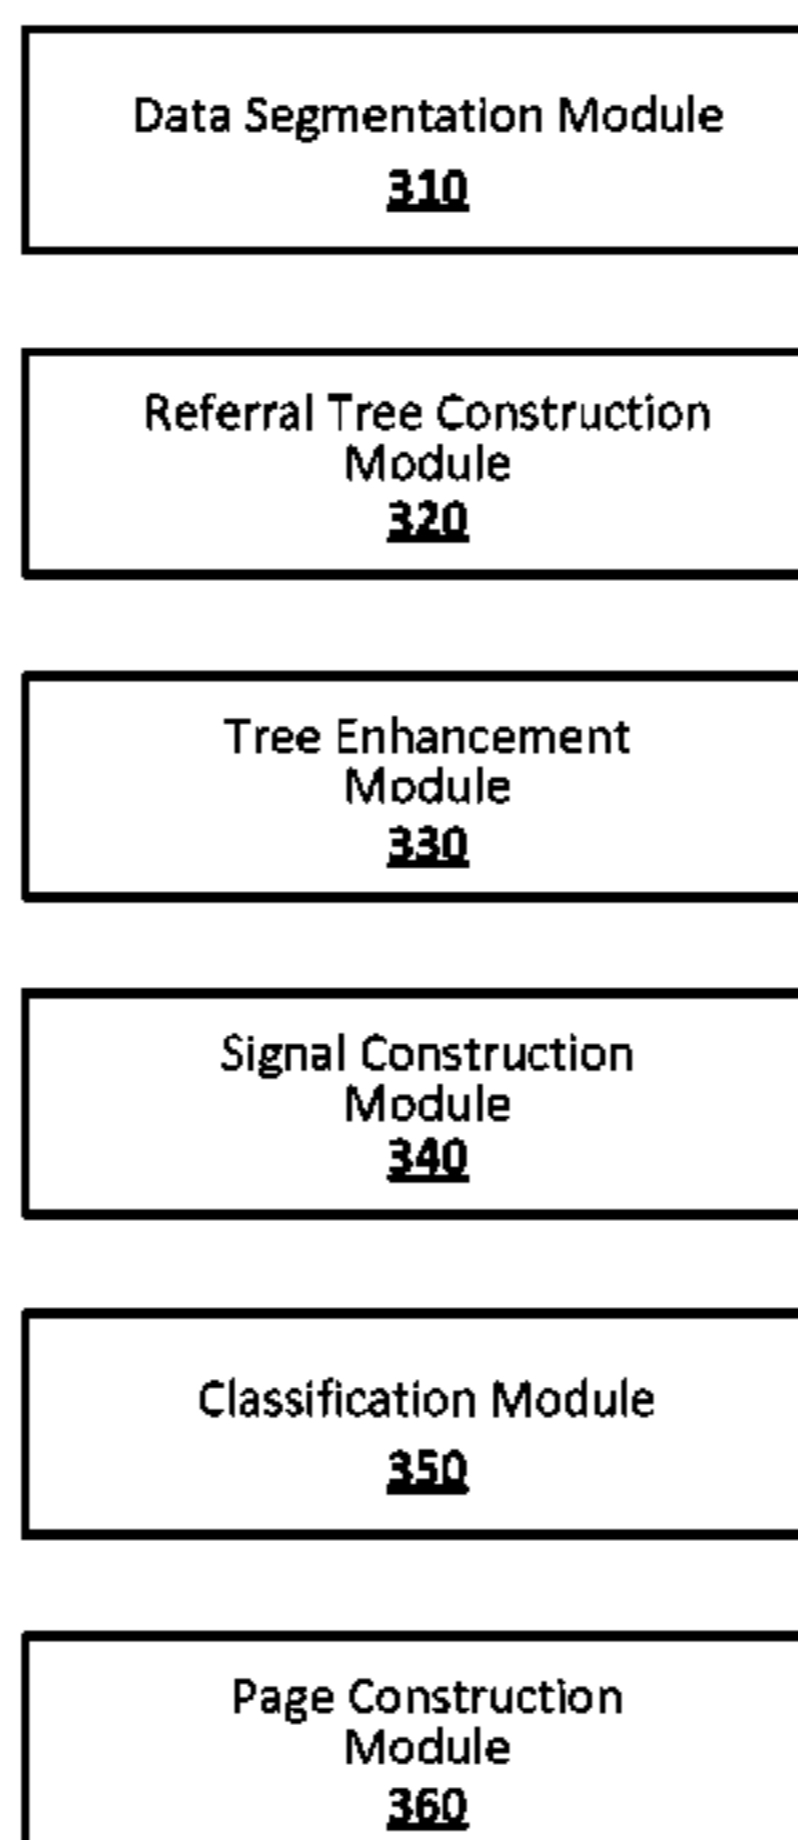 Data Segmentation Module
310
Referral Tree Construction
Module
320
Tree Enhancement
Module
330
Signal Construction
Module
340
Classification Module
350
Page Construction
Module
360